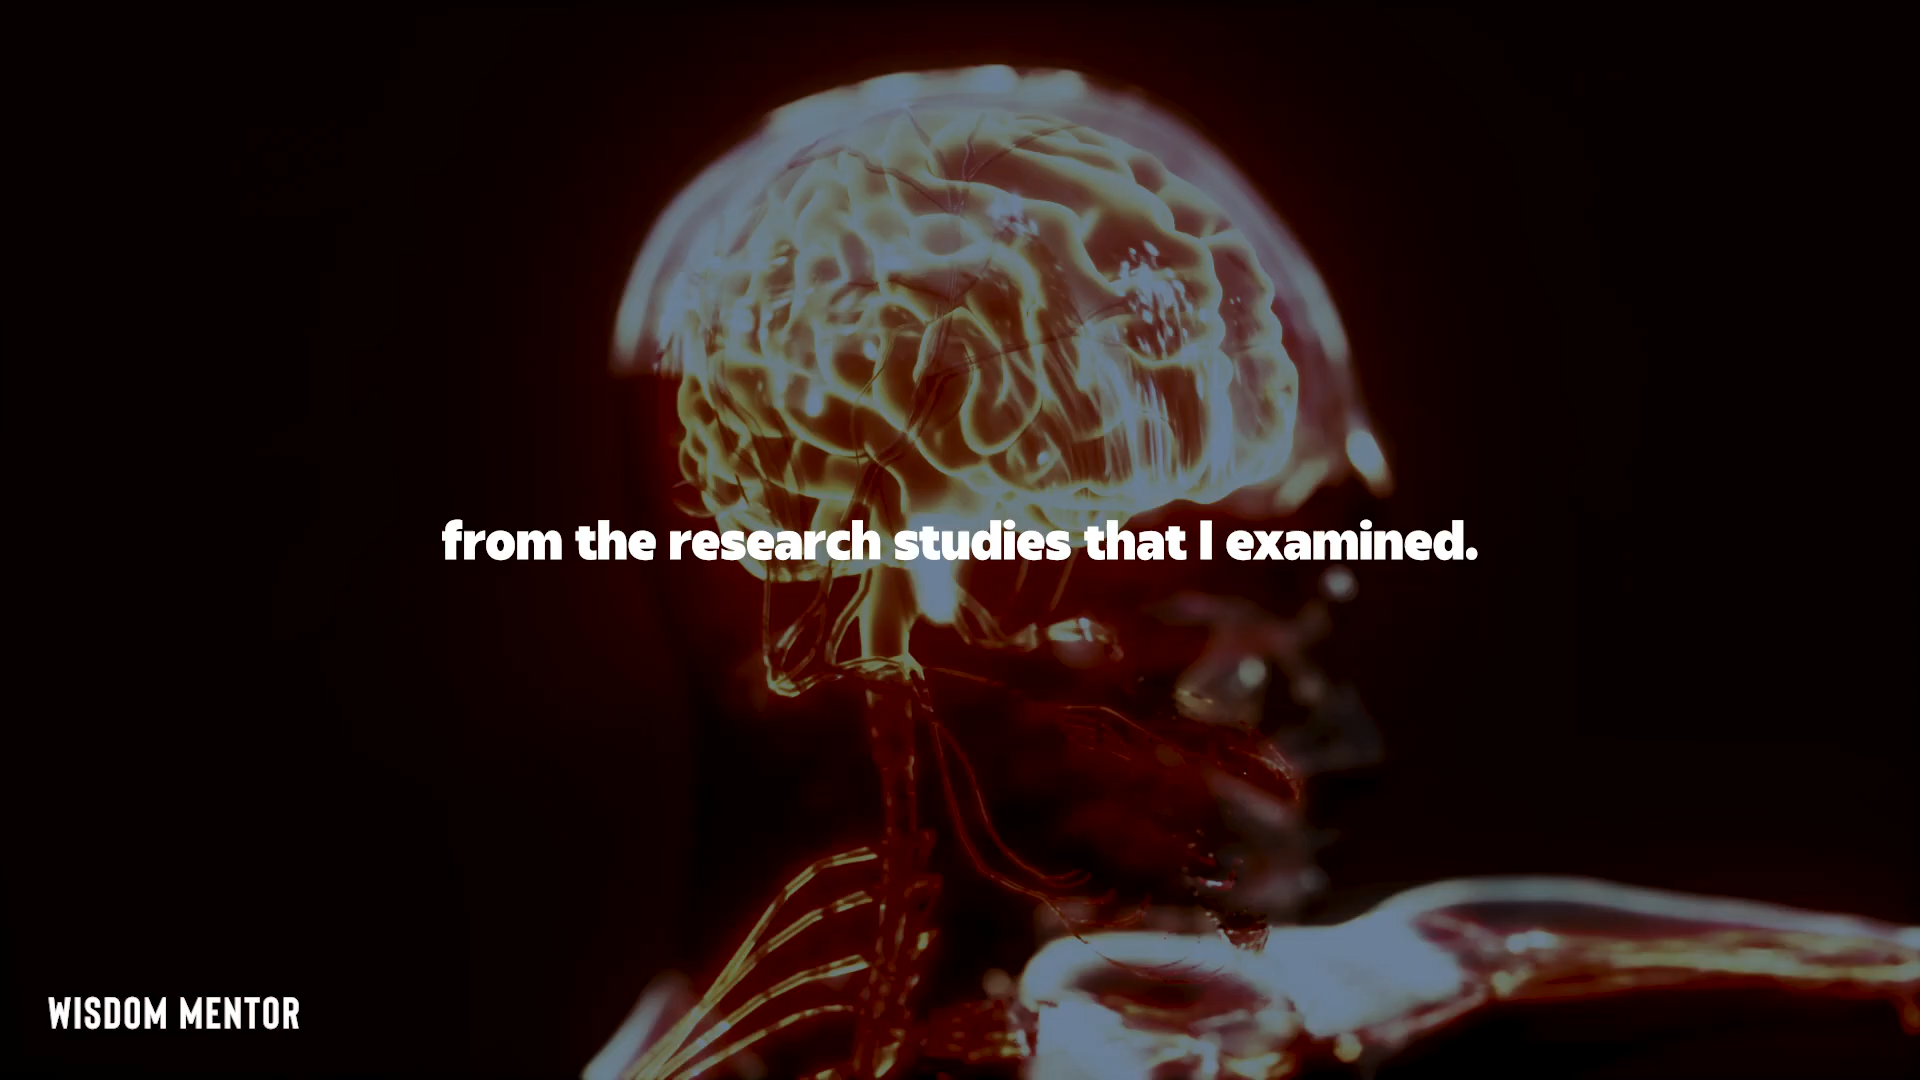 from the research studies that I examined.
WISDOM MENTOR